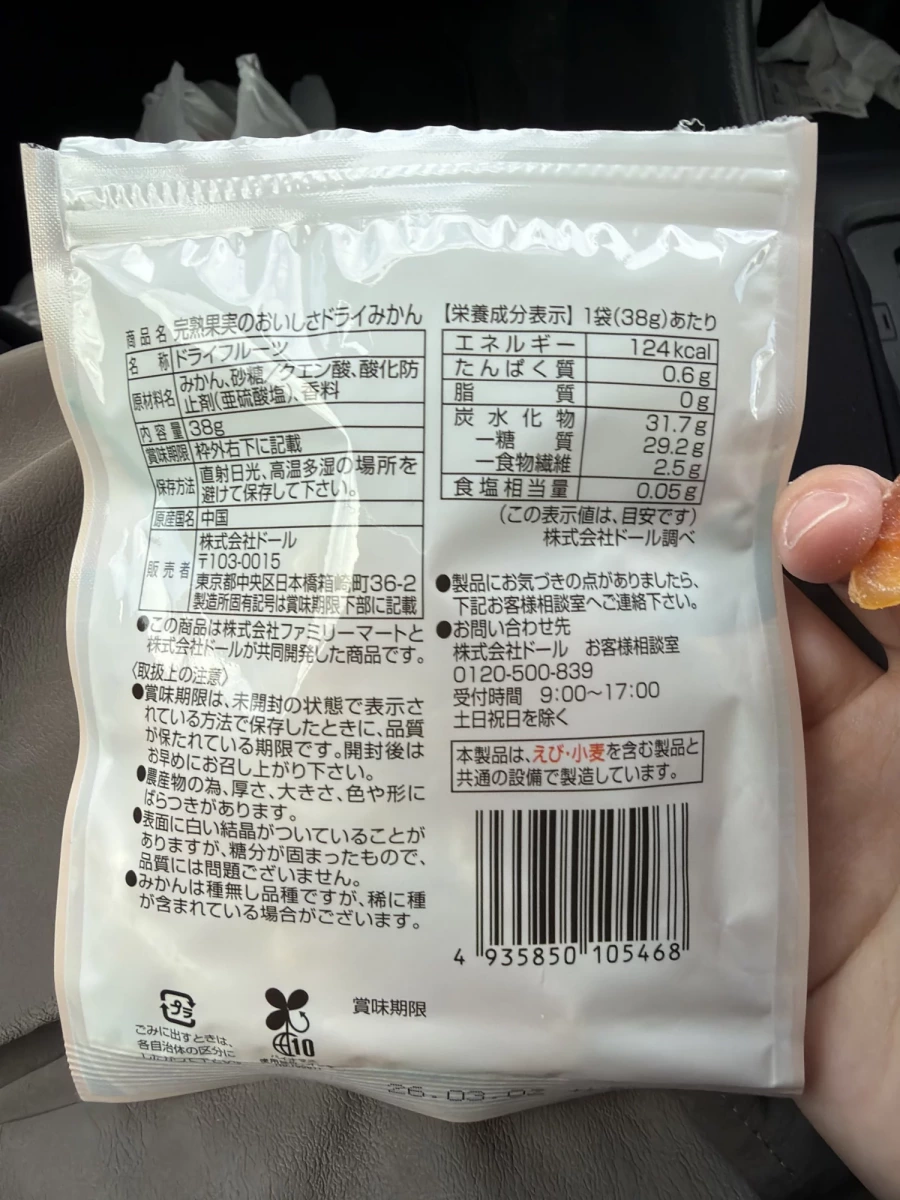 商品名 完熟果実のおいしさドライみかん
名称 ドライフルーツ
原材料名 みかん、砂糖/クエン酸、酸化防
止剤(亜硫酸塩)、香料
内容量 38g
賞味期限 枠外右下に記載
保存方法 直射日光、高温多湿の場所を
避けて保存して下さい。
原産国名 中国
販売者 株式会社ドール
〒103-0015
東京都中央区日本橋箱崎町36-2
製造所固有記号は賞味期限下部に記載
●この商品は株式会社ファミリーマートと
株式会社ドールが共同開発した商品です。
〈取扱上の注意〉
●賞味期限は、未開封の状態で表示さ
れている方法で保存したときに、品質
が保たれている期限です。開封後は
お早めにお召し上がり下さい。
●農産物の為、厚さ、大きさ、色や形に
ばらつきがあります。
●表面に白い結晶がついていることが
ありますが、糖分が固まったもので、
品質には問題ございません。
●みかんは種無し品種ですが、稀に種
が含まれている場合がございます。
【栄養成分表示】1袋(38g)あたり
エネルギー 124kcal
たんぱく質 0.6g
脂質 0g
炭水化物 31.7g
―糖質 29.2g
―食物繊維 2.5g
食塩相当量 0.05g
(この表示値は、目安です)
株式会社ドール調べ
●製品にお気づきの点がありましたら、
下記お客様相談室へご連絡下さい。
●お問い合わせ先
株式会社ドール お客様相談室
0120-500-839
受付時間 9:00〜17:00
土日祝日を除く
本製品は、えび・小麦を含む製品と
共通の設備で製造しています。
4 935850 105468
プラ
ごみに出すときは、
各自治体の区分に
10
賞味期限
26.03.02